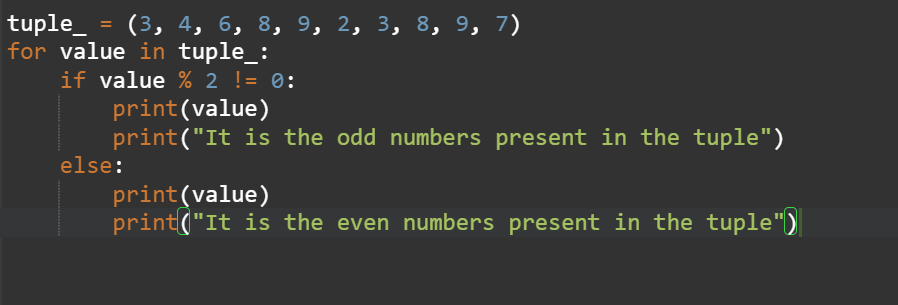 tuple_ = (3, 4, 6, 8, 9, 2, 3, 8, 9, 7)
for value in tuple_:
    if value % 2 != 0:
        print(value)
        print("It is the odd numbers present in the tuple")
    else:
        print(value)
        print("It is the even numbers present in the tuple")